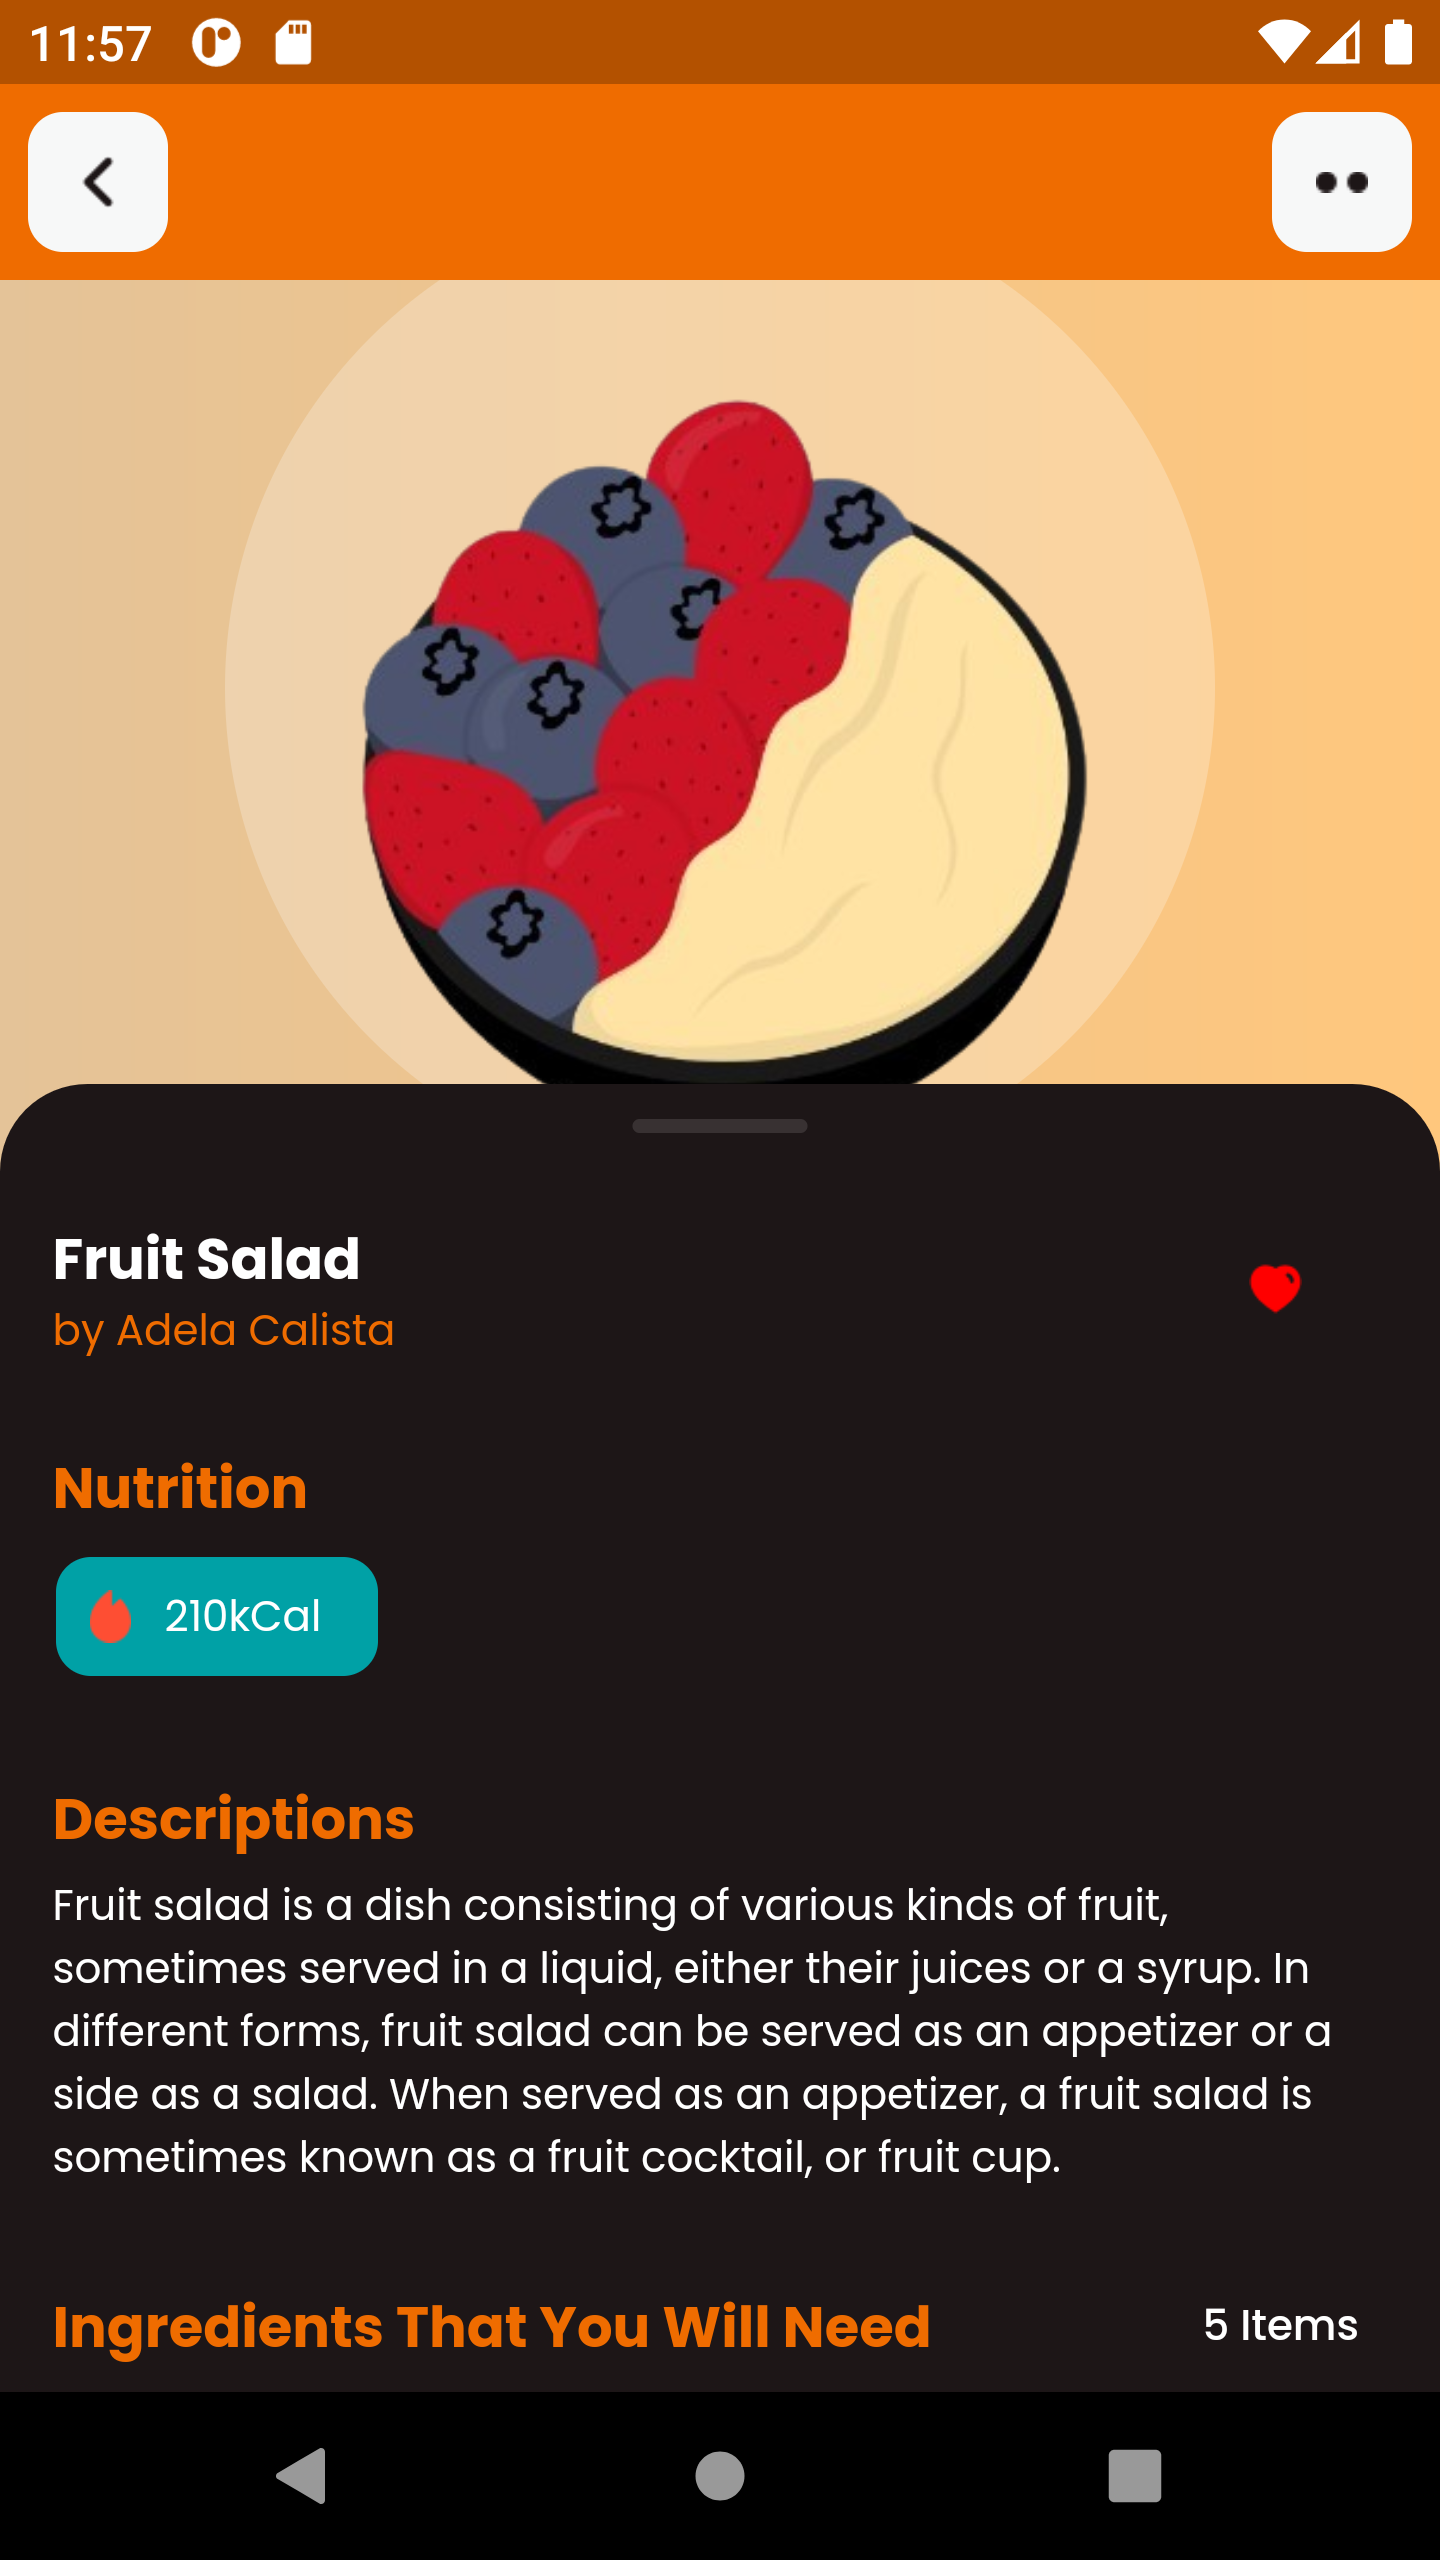 11:57
Fruit Salad
by Adela Calista
Nutrition
210kCal
Descriptions
Fruit salad is a dish consisting of various kinds of fruit,
sometimes served in a liquid, either their juices or a syrup. In
different forms, fruit salad can be served as an appetizer or a
side as a salad. When served as an appetizer, a fruit salad is
sometimes known as a fruit cocktail, or fruit cup.
Ingredients That You Will Need
5 Items